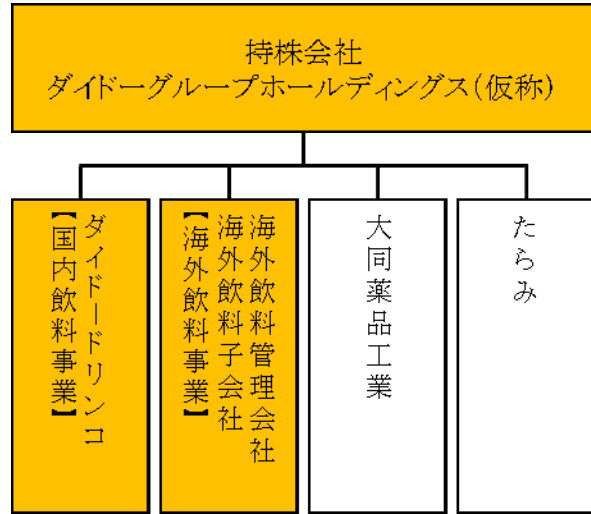 持株会社
ダイドーグループホールディングス(仮称)
ダイドードリンコ
【国内飲料事業】
海外飲料管理会社
海外飲料子会社
【海外飲料事業】
大同薬品工業
たらみ